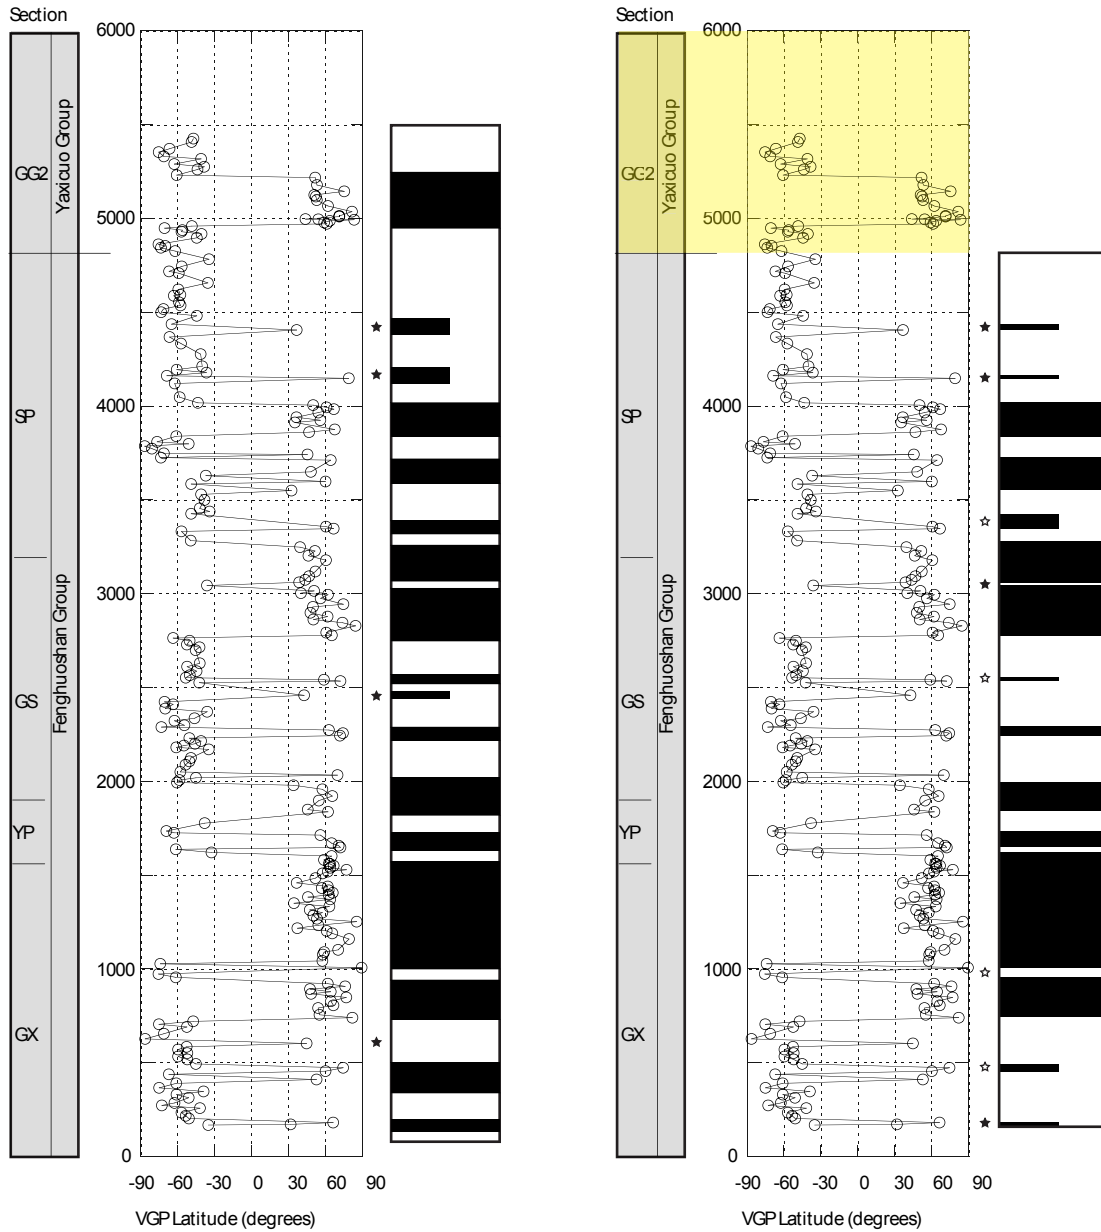 Section
6000
5000
4000
3000
2000
1000
0
GG2
SP
GS
YP
GX
Yaxicuo Group
Fenghuoshan Group
-90 -60 -30 0 30 60 90
VGP Latitude (degrees)
Section
6000
5000
4000
3000
2000
1000
0
GG2
SP
GS
YP
GX
Yaxicuo Group
Fenghuoshan Group
-90 -60 -30 0 30 60 90
VGP Latitude (degrees)